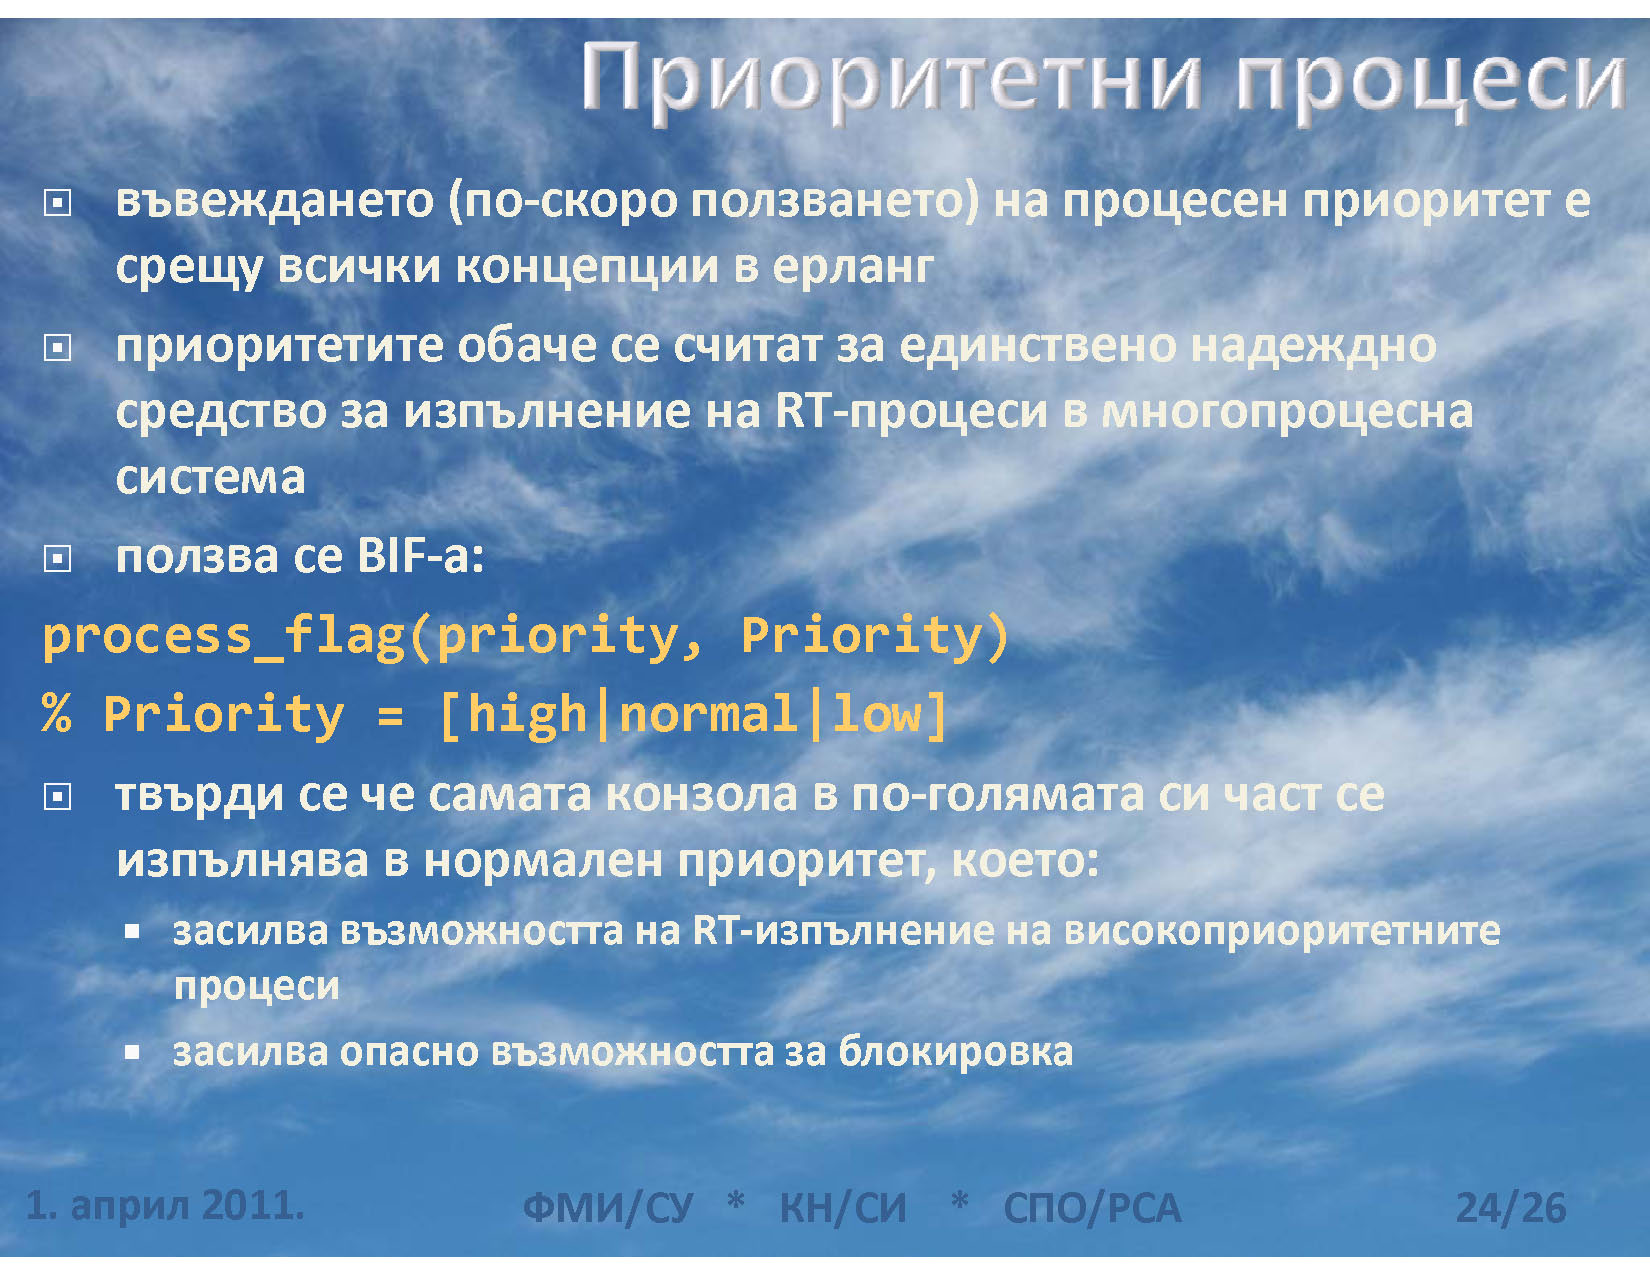 Приоритетни процеси
въвеждането (по-скоро ползването) на процесен приоритет е
срещу всички концепции в ерланг
приоритетите обаче се считат за единствено надеждно
средство за изпълнение на RT-процеси в многопроцесна
система
ползва се BIF-а:
process_flag(priority, Priority)
% Priority = [high|normal|low]
твърди се че самата конзола в по-голямата си част се
изпълнява в нормален приоритет, което:
засилва възможността на RT-изпълнение на високоприоритетните
процеси
засилва опасно възможността за блокировка
1. април 2011. ФМИ/СУ * КН/СИ * СПО/РСА 24/26